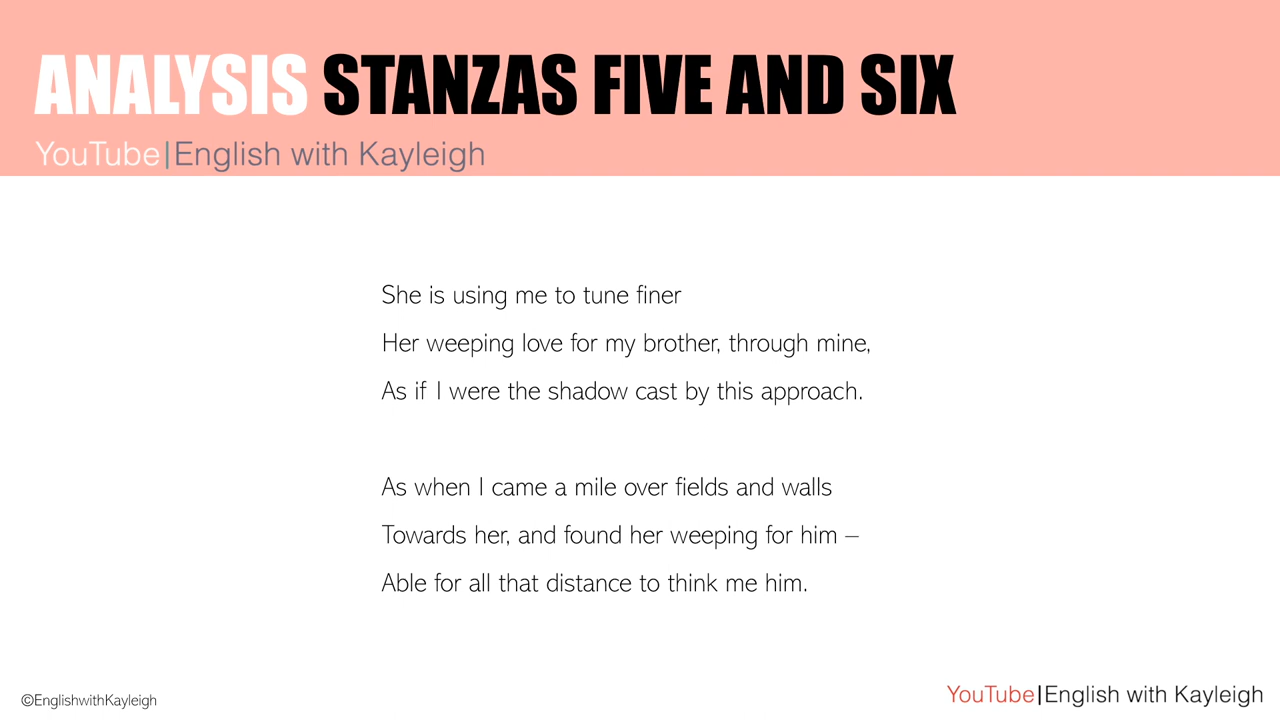 ANALYSIS STANZAS FIVE AND SIX
YouTube|English with Kayleigh
She is using me to tune finer
Her weeping love for my brother, through mine,
As if I were the shadow cast by this approach.
As when I came a mile over fields and walls
Towards her, and found her weeping for him –
Able for all that distance to think me him.
©EnglishwithKayleigh
YouTube|English with Kayleigh